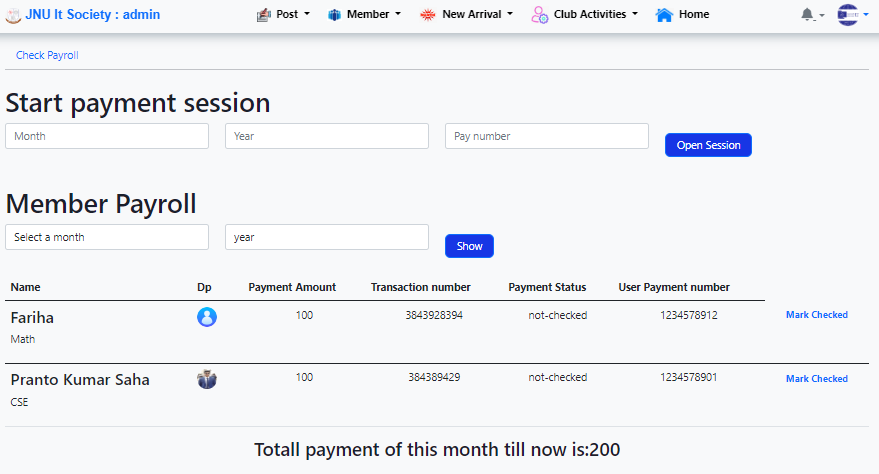 JNU It Society : admin Post Member New Arrival Club Activities Home
Check Payroll
Start payment session
Month Year Pay number Open Session
Member Payroll
Select a month year Show
Name Dp Payment Amount Transaction number Payment Status User Payment number
Fariha 100 3843928394 not-checked 1234578912 Mark Checked
Math
Pranto Kumar Saha 100 384389429 not-checked 1234578901 Mark Checked
CSE
Totall payment of this month till now is:200